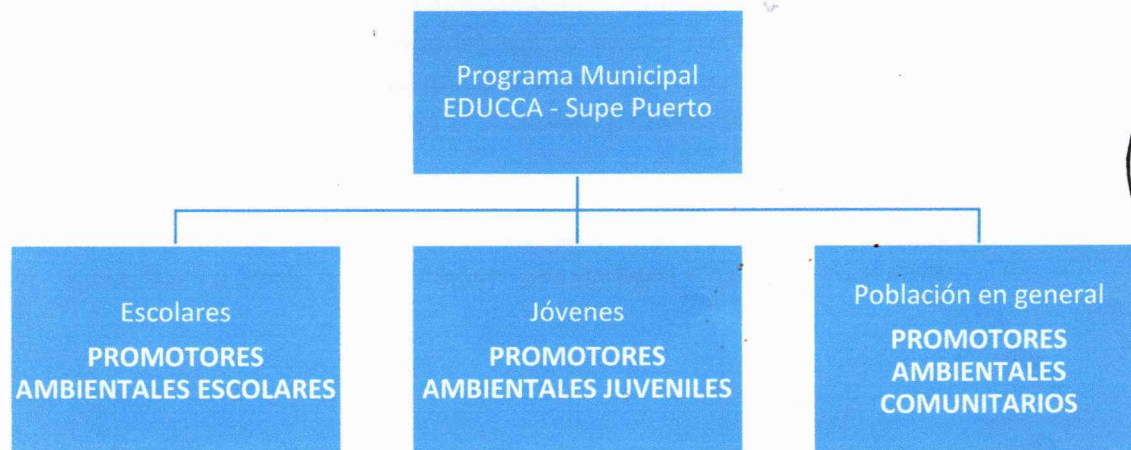 Programa Municipal
EDUCCA - Supe Puerto
Escolares
PROMOTORES
AMBIENTALES ESCOLARES
Jóvenes
PROMOTORES
AMBIENTALES JUVENILES
Población en general
PROMOTORES
AMBIENTALES
COMUNITARIOS